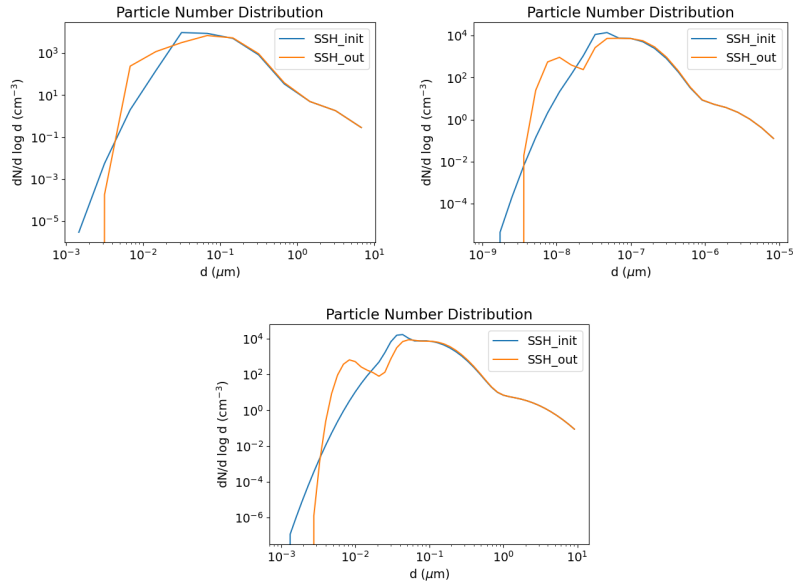 Particle Number Distribution
SSH_init
SSH_out
dN/d log d (cm⁻³)
10³
10¹
10⁻¹
10⁻³
10⁻⁵
10⁻³ 10⁻² 10⁻¹ 10⁰ 10¹
d (μm)
Particle Number Distribution
SSH_init
SSH_out
dN/d log d (cm⁻³)
10⁴
10²
10⁰
10⁻²
10⁻⁴
10⁻⁹ 10⁻⁸ 10⁻⁷ 10⁻⁶ 10⁻⁵
d (μm)
Particle Number Distribution
SSH_init
SSH_out
dN/d log d (cm⁻³)
10⁴
10²
10⁰
10⁻²
10⁻⁴
10⁻⁶
10⁻³ 10⁻² 10⁻¹ 10⁰ 10¹
d (μm)